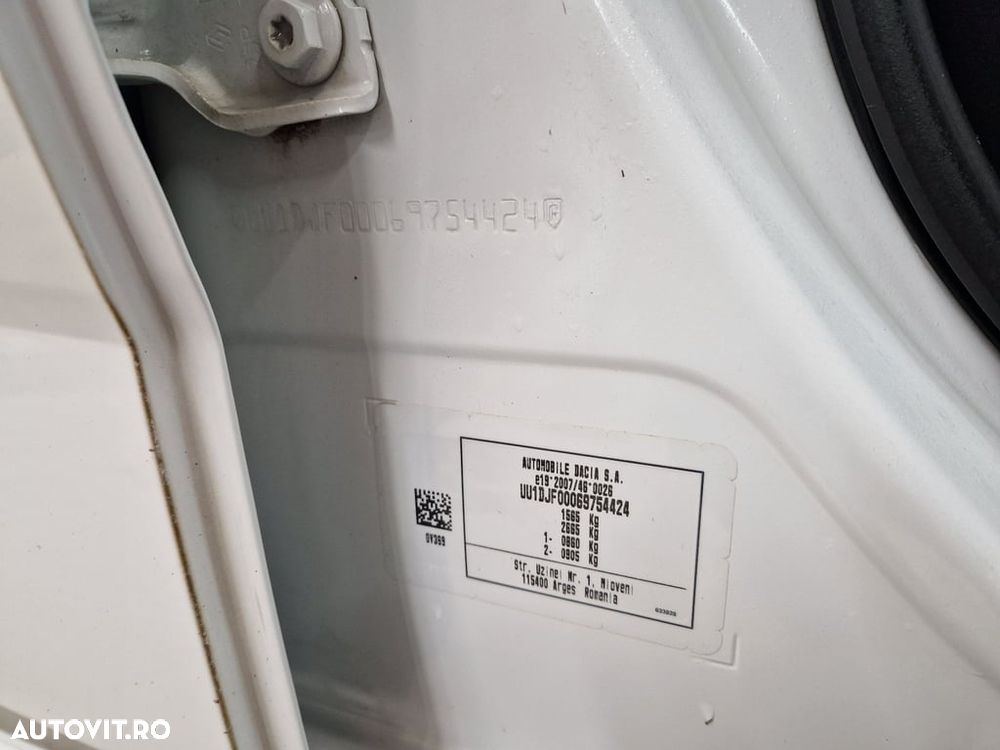 UU1DJF00069754424
AUTOMOBILE DACIA S.A.
e19*2007/46*0026
UU1DJF00069754424
1565 Kg
2665 Kg
1- 0860 Kg
2- 0905 Kg
0V369
Str. Uzinei Nr. 1. Mioveni
115400 Arges Romania
AUTOVIT.RO